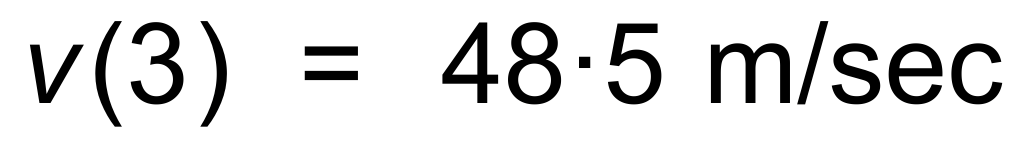 v(3) = 48·5 m/sec